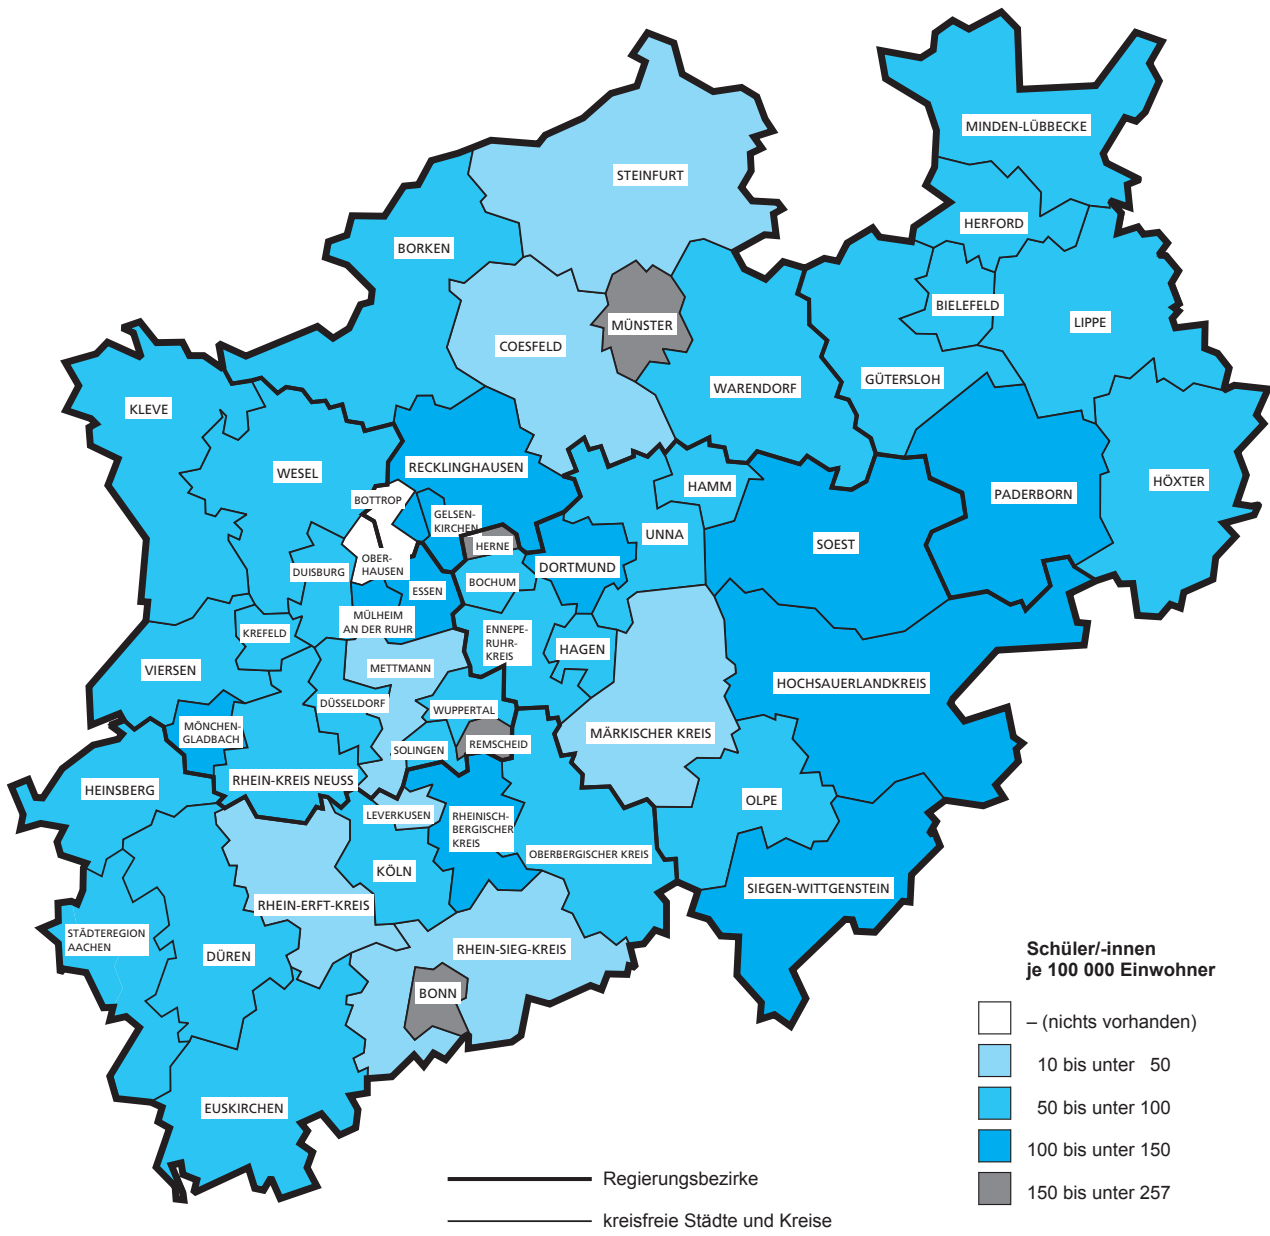 MINDEN-LÜBBECKE
STEINFURT
HERFORD
BORKEN
BIELEFELD
LIPPE
MÜNSTER
COESFELD
GÜTERSLOH
WARENDORF
KLEVE
RECKLINGHAUSEN
WESEL
HÖXTER
HAMM
PADERBORN
BOTTROP
GELSEN-
KIRCHEN
UNNA
SOEST
HERNE
OBER-
HAUSEN
DUISBURG
DORTMUND
BOCHUM
ESSEN
MÜLHEIM
AN DER RUHR
KREFELD
ENNEPE-
RUHR-
KREIS
HAGEN
VIERSEN
METTMANN
HOCHSAUERLANDKREIS
DÜSSELDORF
WUPPERTAL
MÖNCHEN-
GLADBACH
MÄRKISCHER KREIS
SOLINGEN
REMSCHEID
RHEIN-KREIS NEUSS
HEINSBERG
OLPE
LEVERKUSEN
RHEINISCH-
BERGISCHER
KREIS
OBERBERGISCHER KREIS
KÖLN
SIEGEN-WITTGENSTEIN
RHEIN-ERFT-KREIS
STÄDTEREGION
AACHEN
DÜREN
RHEIN-SIEG-KREIS
BONN
EUSKIRCHEN
Schüler/-innen
je 100 000 Einwohner
– (nichts vorhanden)
10 bis unter 50
50 bis unter 100
100 bis unter 150
150 bis unter 257
Regierungsbezirke
kreisfreie Städte und Kreise